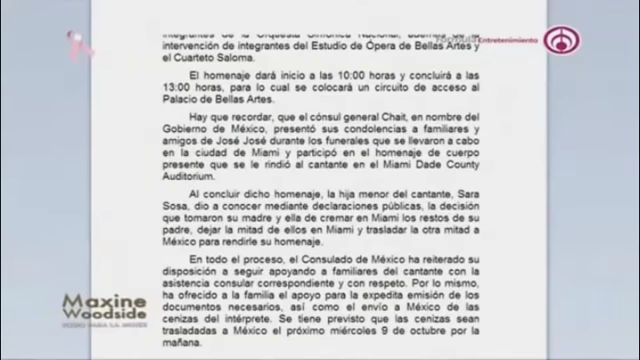 integrantes de la Orquesta Sinfónica Nacional, además de la
intervención de integrantes del Estudio de Ópera de Bellas Artes y
el Cuarteto Saloma.
El homenaje dará inicio a las 10:00 horas y concluirá a las
13:00 horas, para lo cual se colocará un circuito de acceso al
Palacio de Bellas Artes.
Hay que recordar, que el cónsul general Chait, en nombre del
Gobierno de México, presentó sus condolencias a familiares y
amigos de José José durante los funerales que se llevaron a cabo
en la ciudad de Miami y participó en el homenaje de cuerpo
presente que se le rindió al cantante en el Miami Dade County
Auditorium.
Al concluir dicho homenaje, la hija menor del cantante, Sara
Sosa, dio a conocer mediante declaraciones públicas, la decisión
que tomaron su madre y ella de cremar en Miami los restos de su
padre, dejar la mitad de ellos en Miami y trasladar la otra mitad a
México para rendirle su homenaje.
En todo el proceso, el Consulado de México ha reiterado su
disposición a seguir apoyando a familiares del cantante con la
asistencia consular correspondiente y con respeto. Por lo mismo,
ha ofrecido a la familia el apoyo para la expedita emisión de los
documentos necesarios, así como el envío a México de las
cenizas del intérprete. Se tiene previsto que las cenizas sean
trasladadas a México el próximo miércoles 9 de octubre por la
mañana.
Entretenimiento
Maxine
Woodside